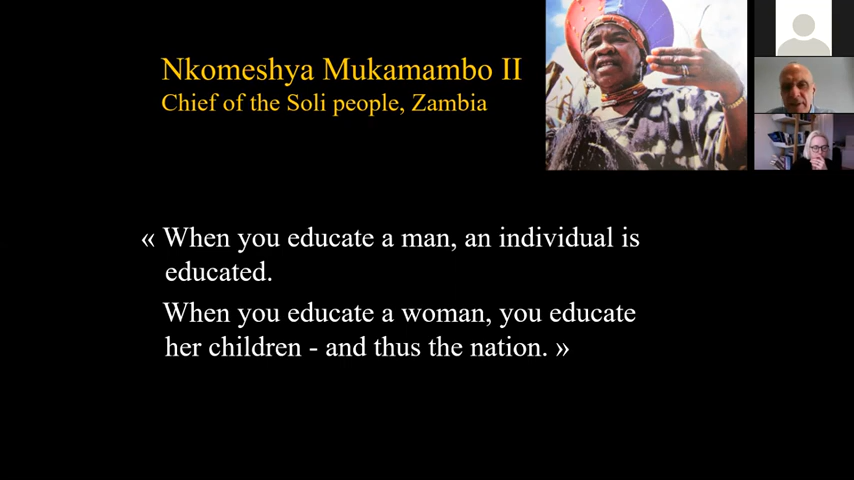 Nkomeshya Mukamambo II
Chief of the Soli people, Zambia
« When you educate a man, an individual is
educated.
When you educate a woman, you educate
her children - and thus the nation. »